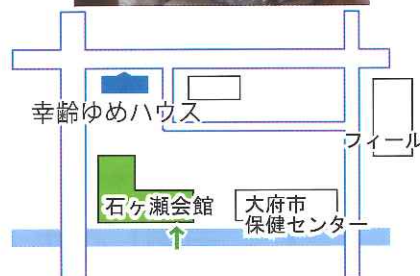 幸齢ゆめハウス
フィール
石ヶ瀬会館
大府市
保健センター